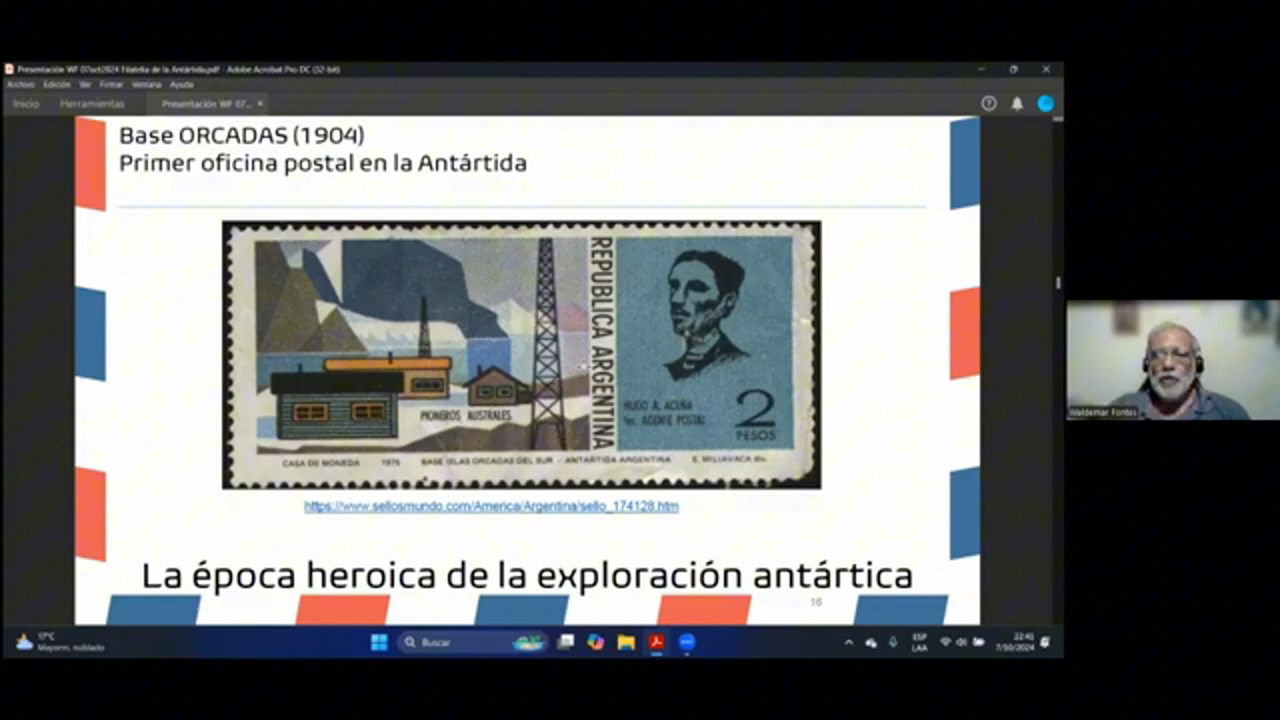 Presentación WF 07oct2024 Filatelia de la Antártida.pdf - Adobe Acrobat Pro DC (32-bit)
Archivo Edición Ver Firmar Ventana Ayuda
Inicio Herramientas Presentación WF 07...
Base ORCADAS (1904)
Primer oficina postal en la Antártida
REPUBLICA ARGENTINA
PIONEROS AUSTRALES
HUGO A. ACUÑA
1er. AGENTE POSTAL
2
PESOS
CASA DE MONEDA 1975 BASE ISLAS ORCADAS DEL SUR - ANTARTIDA ARGENTINA E. MILIAVACA
https://www.sellosmundo.com/America/Argentina/sello_174128.htm
La época heroica de la exploración antártica
16
Waldemar Fontes
17°C
Mayorm. nublado
Buscar
ESP
LAA
22:41
7/10/2024